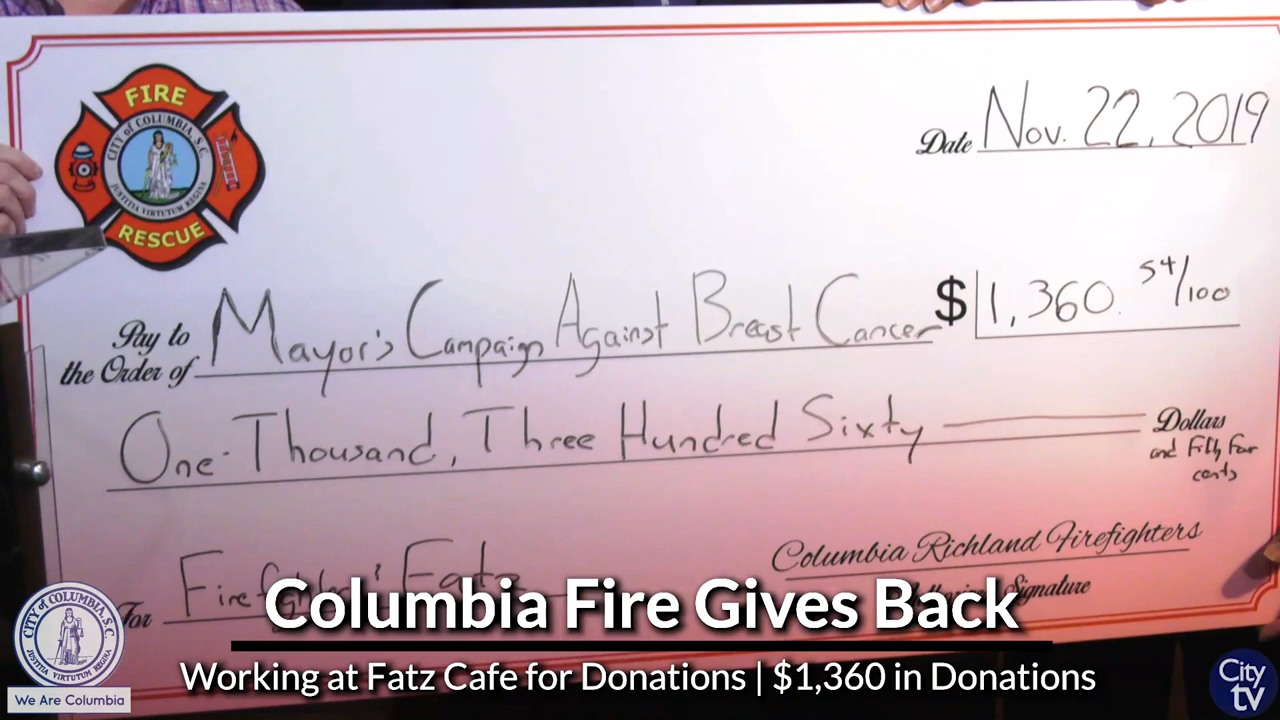 FIRE
CITY of COLUMBIA, S.C.
JUSTITIA VIRTUTUM REGINA
RESCUE
Date Nov. 22, 2019
Pay to
the Order of Mayor's Campaign Against Breast Cancer $ 1,360. 54/100
One Thousand, Three Hundred Sixty Dollars
and Fifty Four
cents
Columbia Richland Firefighters
Signature
For
Columbia Fire Gives Back
Working at Fatz Cafe for Donations | $1,360 in Donations
CITY of COLUMBIA, S.C.
JUSTITIA VIRTUTUM REGINA
We Are Columbia
City
tv